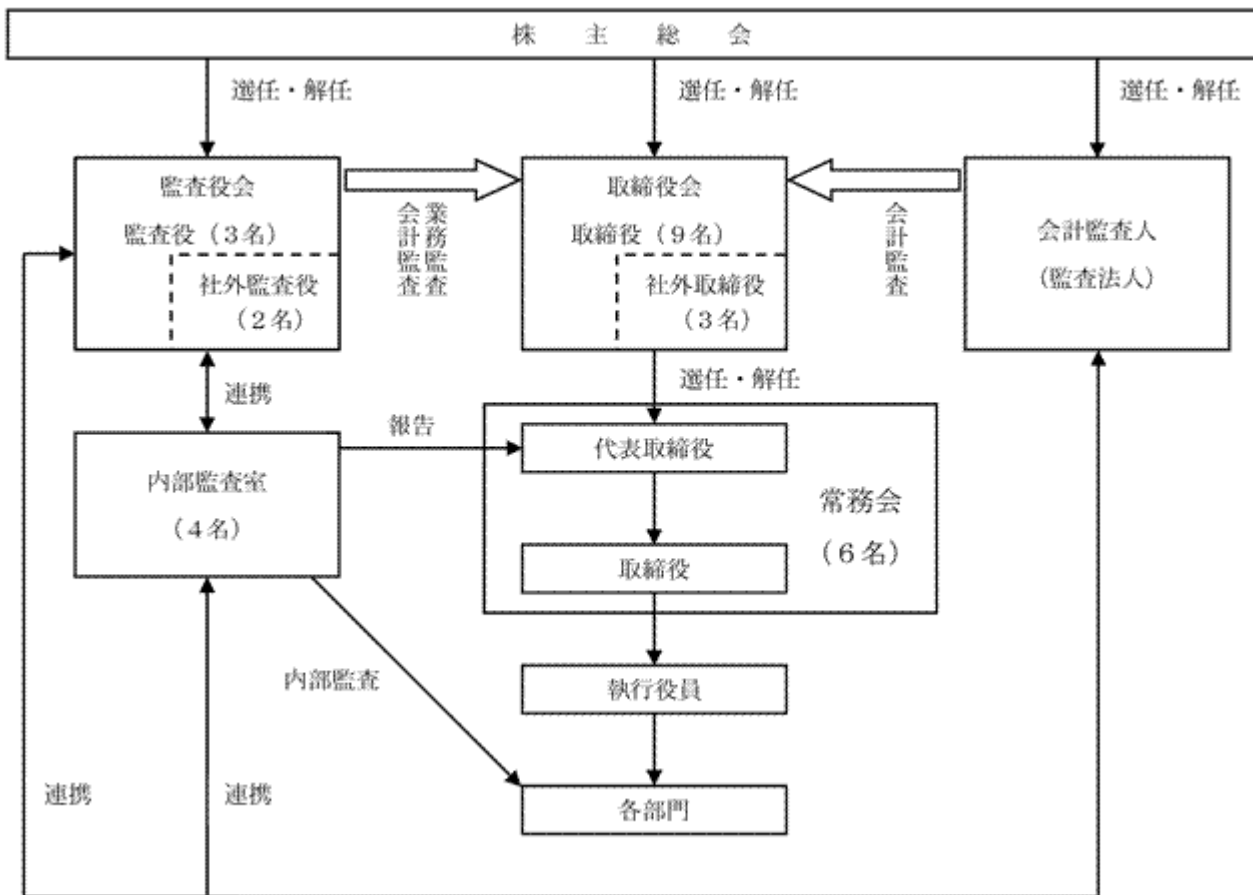 株 主 総 会
選任・解任
選任・解任
選任・解任
監査役会
監査役（3名）
社外監査役
（2名）
業務監査
会計監査
取締役会
取締役（9名）
社外取締役
（3名）
会計監査
会計監査人
（監査法人）
連携
選任・解任
内部監査室
（4名）
報告
代表取締役
取締役
常務会
（6名）
内部監査
執行役員
各部門
連携
連携